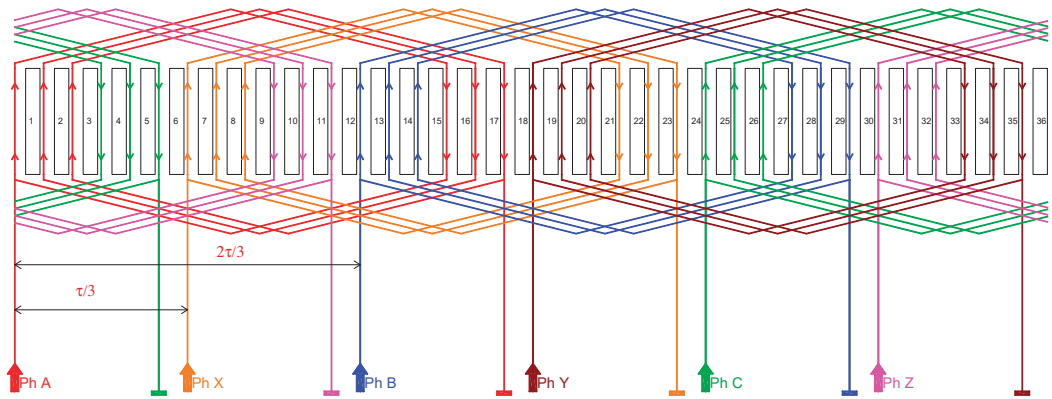 1 2 3 4 5 6 7 8 9 10 11 12 13 14 15 16 17 18 19 20 21 22 23 24 25 26 27 28 29 30 31 32 33 34 35 36
2τ/3
τ/3
Ph A Ph X Ph B Ph Y Ph C Ph Z